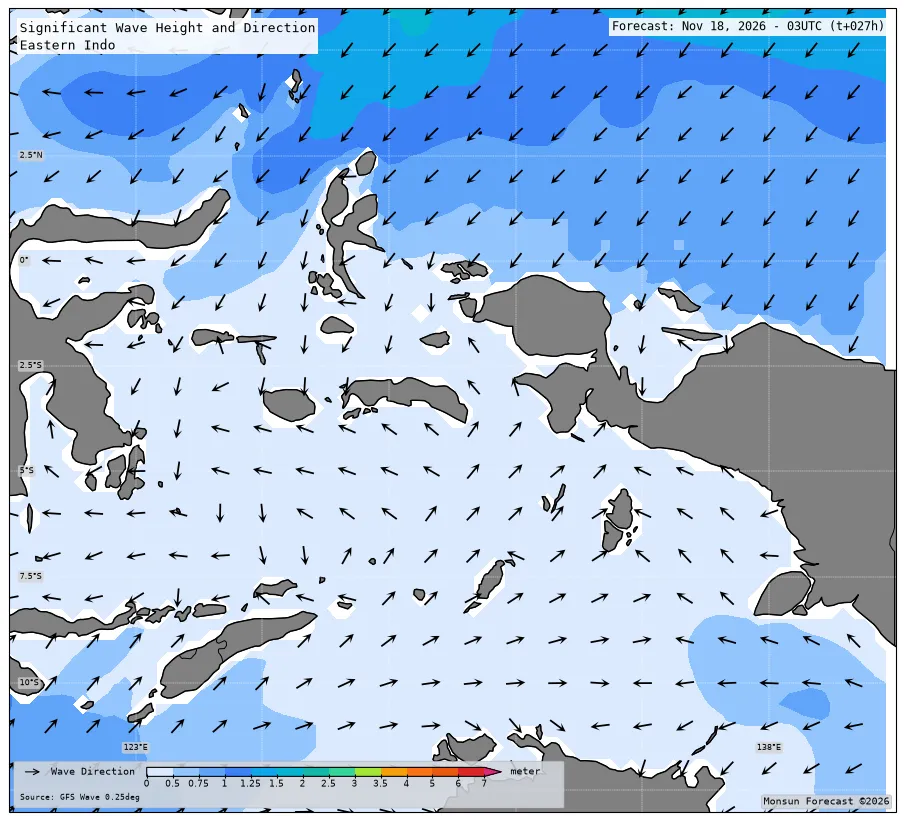 Significant Wave Height and Direction
Eastern Indo
Forecast: Nov 18, 2026 - 03UTC (t+027h)
2.5°N
0°
2.5°S
5°S
7.5°S
10°S
123°E
138°E
Wave Direction
meter
0 0.5 0.75 1 1.25 1.5 2 2.5 3 3.5 4 5 6 7
Source: GFS Wave 0.25deg
Monsun Forecast ©2026